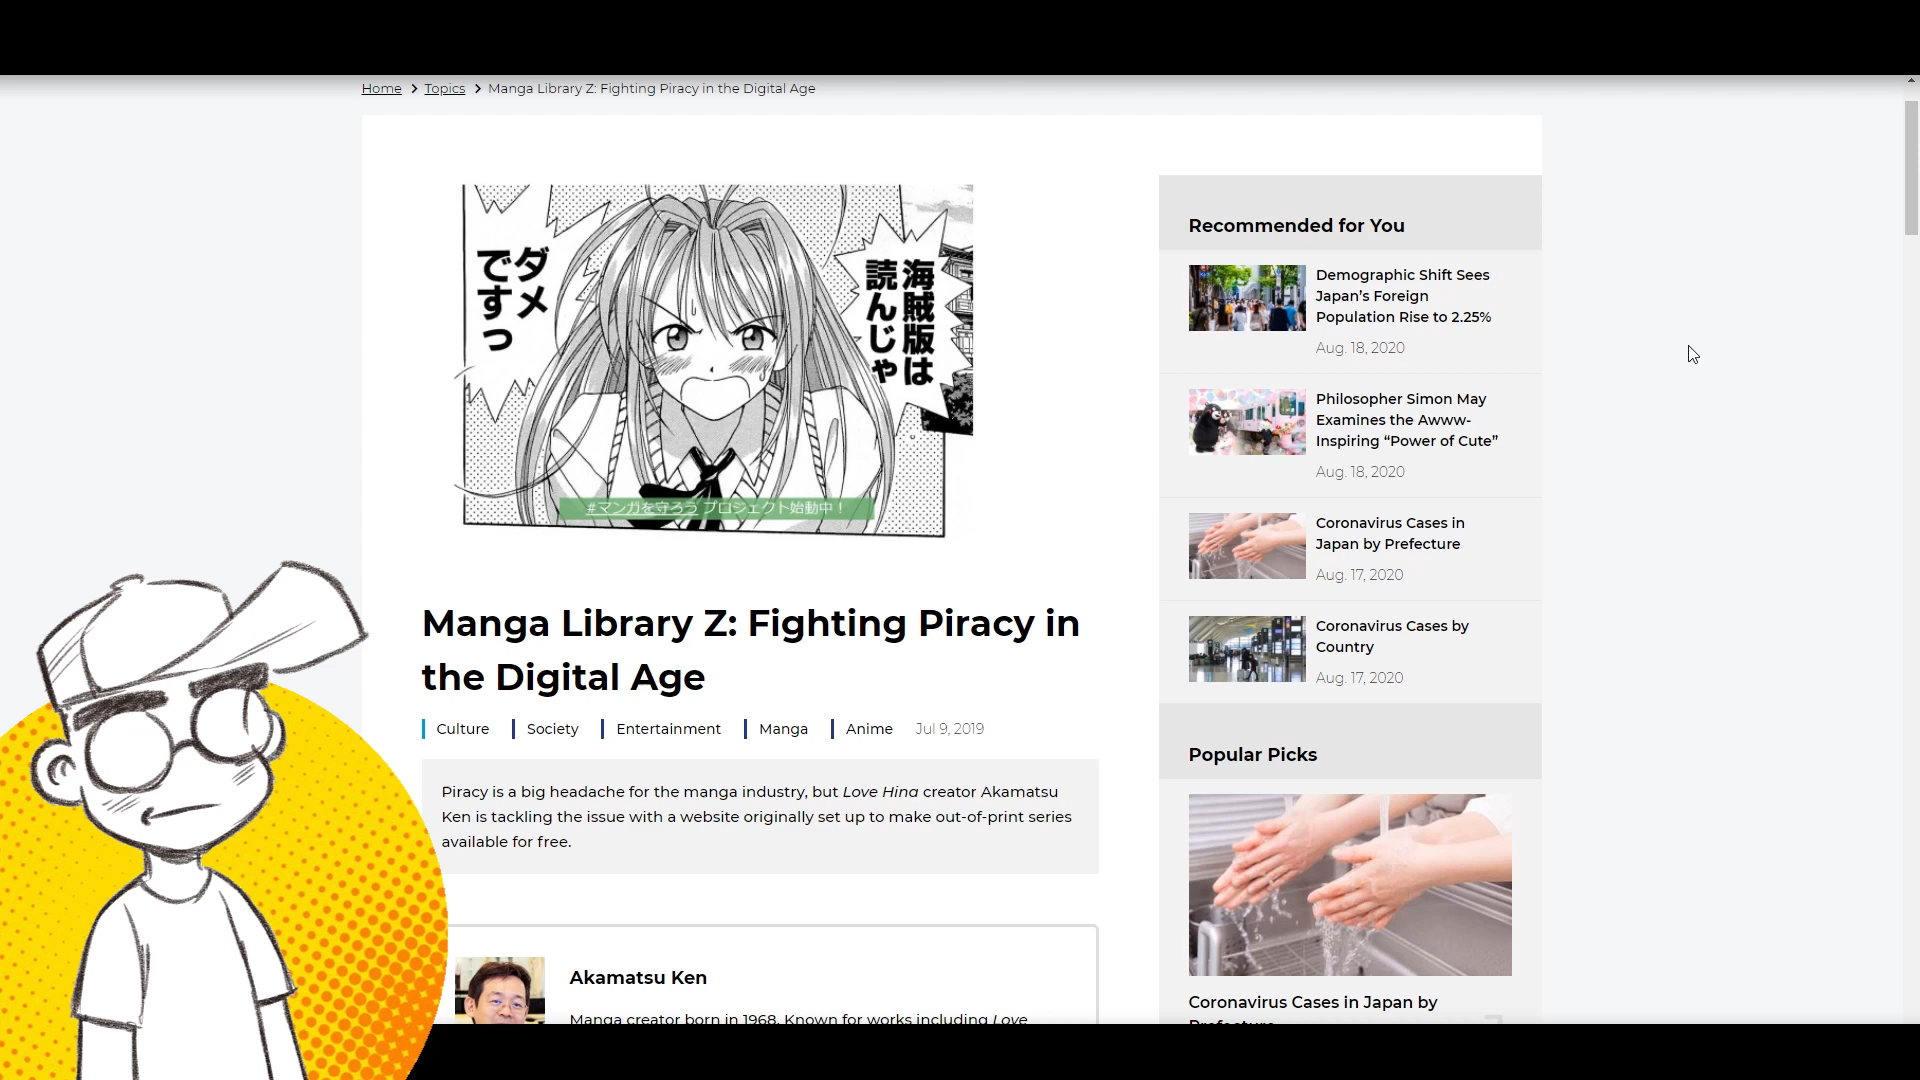 Home > Topics > Manga Library Z: Fighting Piracy in the Digital Age
海賊版は
読んじゃ
ダメ
ですっ
#マンガを守ろう プロジェクト始動中！
Manga Library Z: Fighting Piracy in
the Digital Age
Culture Society Entertainment Manga Anime Jul 9, 2019
Piracy is a big headache for the manga industry, but Love Hina creator Akamatsu
Ken is tackling the issue with a website originally set up to make out-of-print series
available for free.
Akamatsu Ken
Manga creator born in 1968. Known for works including Love
Recommended for You
Demographic Shift Sees
Japan’s Foreign
Population Rise to 2.25%
Aug. 18, 2020
Philosopher Simon May
Examines the Awww-
Inspiring “Power of Cute”
Aug. 18, 2020
Coronavirus Cases in
Japan by Prefecture
Aug. 17, 2020
Coronavirus Cases by
Country
Aug. 17, 2020
Popular Picks
Coronavirus Cases in Japan by
Prefecture